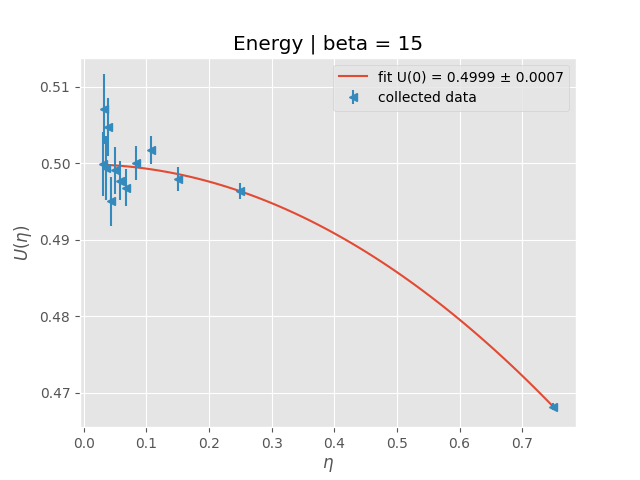 Energy | beta = 15
fit U(0) = 0.4999 ± 0.0007
collected data
0.51
0.50
0.49
0.48
0.47
U(η)
0.0 0.1 0.2 0.3 0.4 0.5 0.6 0.7
η